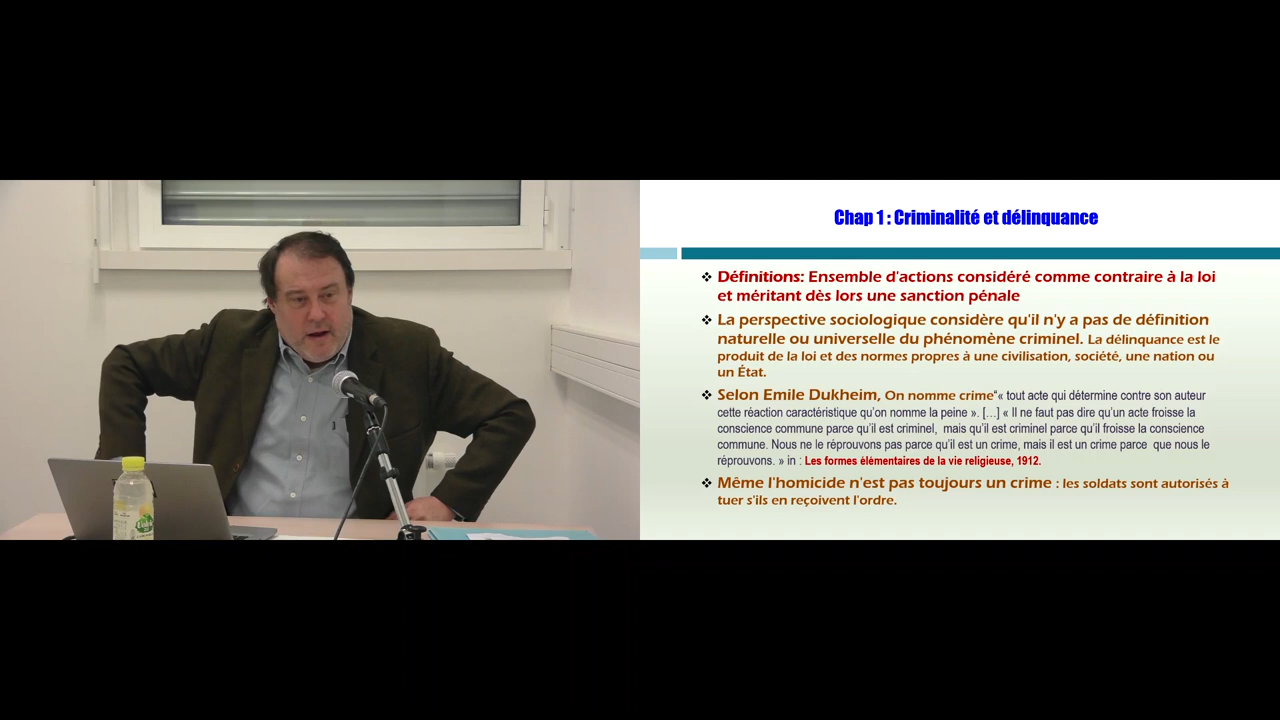 Chap 1 : Criminalité et délinquance
❖ Définitions: Ensemble d'actions considéré comme contraire à la loi
et méritant dès lors une sanction pénale
❖ La perspective sociologique considère qu'il n'y a pas de définition
naturelle ou universelle du phénomène criminel. La délinquance est le
produit de la loi et des normes propres à une civilisation, société, une nation ou
un État.
❖ Selon Emile Dukheim, On nomme crime“« tout acte qui détermine contre son auteur
cette réaction caractéristique qu’on nomme la peine ». […] « Il ne faut pas dire qu’un acte froisse la
conscience commune parce qu’il est criminel, mais qu’il est criminel parce qu’il froisse la conscience
commune. Nous ne le réprouvons pas parce qu’il est un crime, mais il est un crime parce que nous le
réprouvons. » in : Les formes élémentaires de la vie religieuse, 1912.
❖ Même l'homicide n'est pas toujours un crime : les soldats sont autorisés à
tuer s'ils en reçoivent l'ordre.